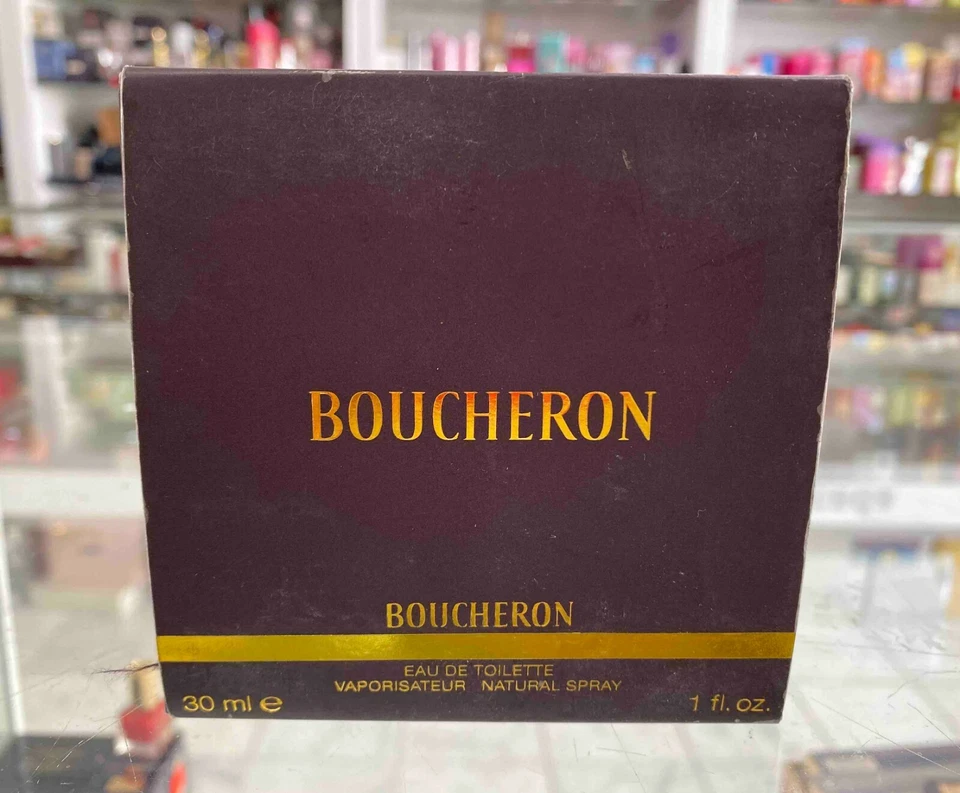 BOUCHERON
BOUCHERON
EAU DE TOILETTE
VAPORISATEUR NATURAL SPRAY
30 ml ℮ 1 fl. oz.